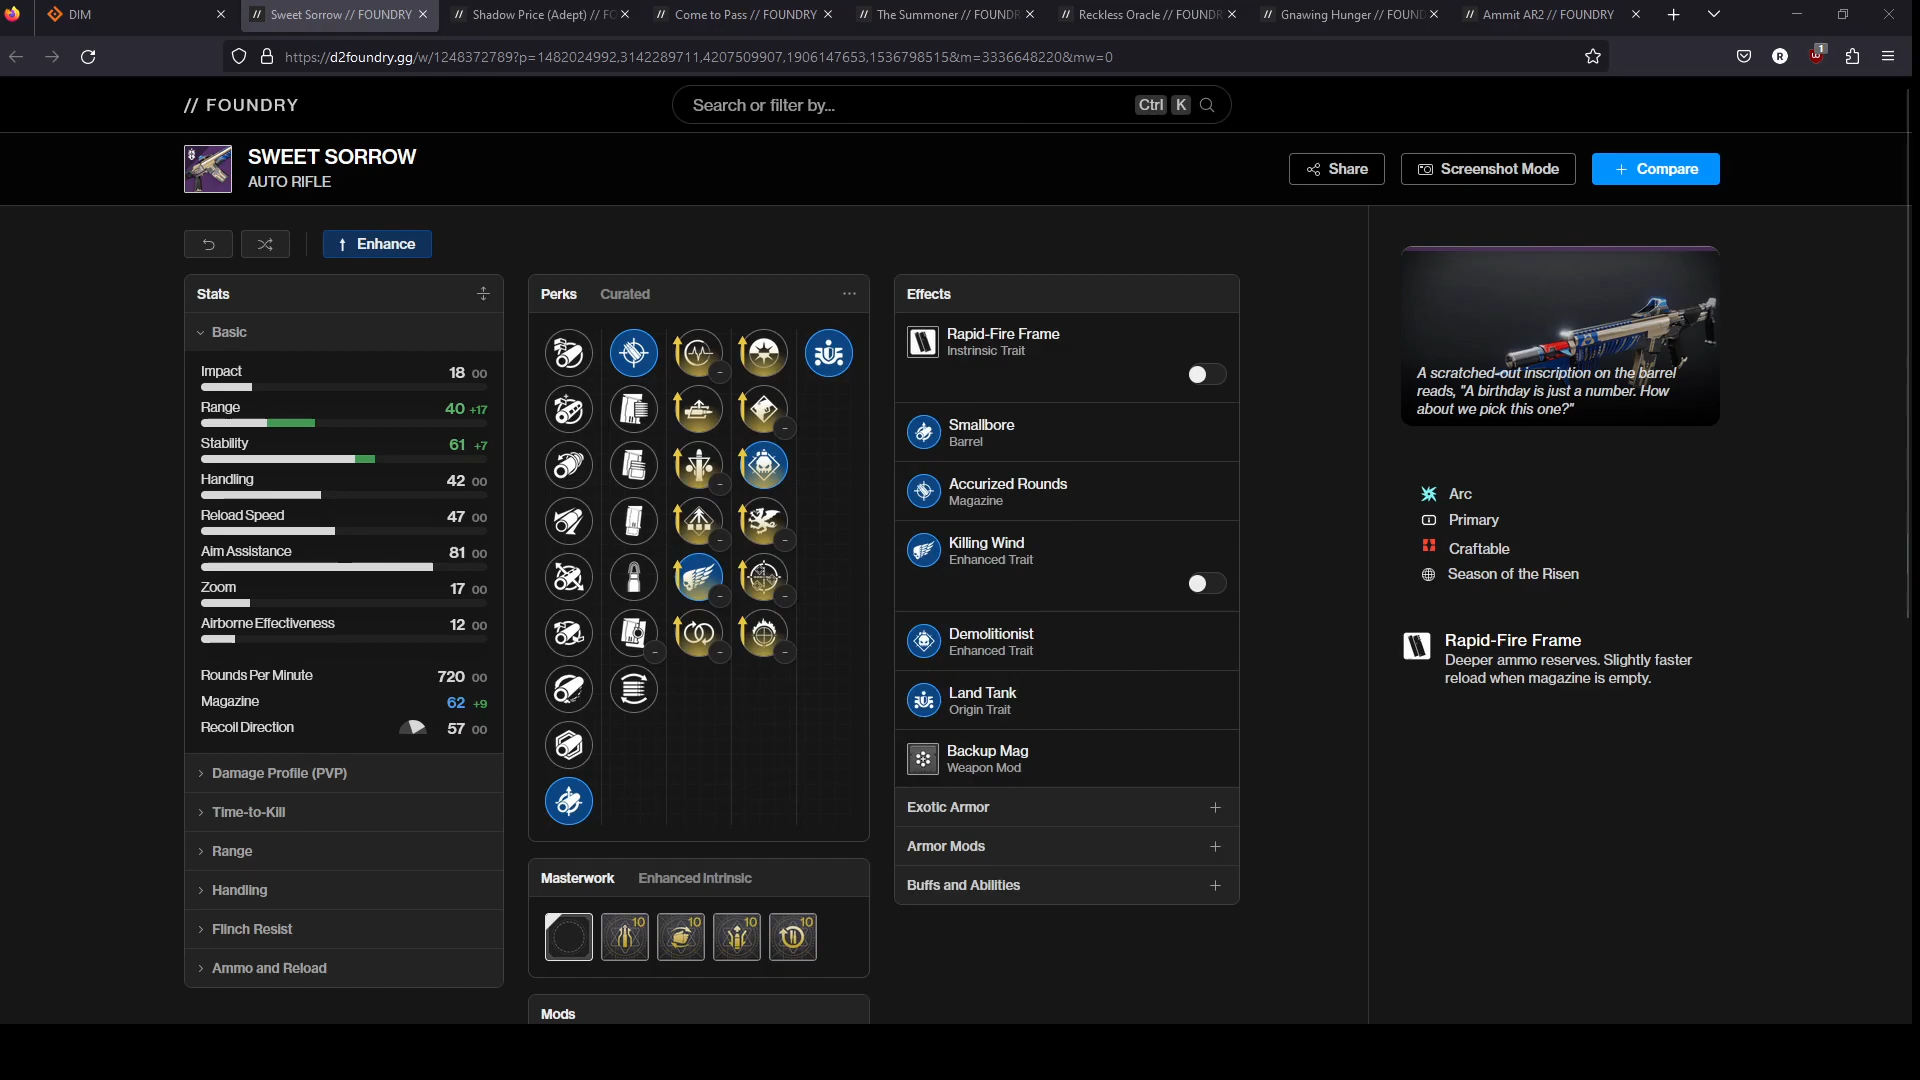 DIM
// Sweet Sorrow // FOUNDRY
// Shadow Price (Adept) // FO
// Come to Pass // FOUNDRY
// The Summoner // FOUNDR
// Reckless Oracle // FOUNDR
// Gnawing Hunger // FOUND
// Ammit AR2 // FOUNDRY
https://d2foundry.gg/w/1248372789?p=1482024992,3142289711,4207509907,1906147653,1536798515&m=3336648220&mw=0
R
1
// FOUNDRY
Search or filter by...
Ctrl K
SWEET SORROW
AUTO RIFLE
Share
Screenshot Mode
+ Compare
Enhance
Stats
Basic
Impact 18 00
Range 40 +17
Stability 61 +7
Handling 42 00
Reload Speed 47 00
Aim Assistance 81 00
Zoom 17 00
Airborne Effectiveness 12 00
Rounds Per Minute 720 00
Magazine 62 +9
Recoil Direction 57 00
Damage Profile (PVP)
Time-to-Kill
Range
Handling
Flinch Resist
Ammo and Reload
Perks Curated ...
Masterwork Enhanced Intrinsic
10 10 10 10
Mods
Effects
Rapid-Fire Frame
Instrinsic Trait
Smallbore
Barrel
Accurized Rounds
Magazine
Killing Wind
Enhanced Trait
Demolitionist
Enhanced Trait
Land Tank
Origin Trait
Backup Mag
Weapon Mod
Exotic Armor +
Armor Mods +
Buffs and Abilities +
A scratched-out inscription on the barrel
reads, "A birthday is just a number. How
about we pick this one?"
Arc
Primary
Craftable
Season of the Risen
Rapid-Fire Frame
Deeper ammo reserves. Slightly faster
reload when magazine is empty.